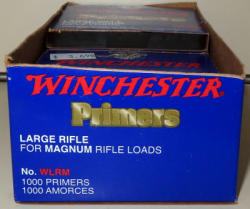 WINCHESTER
Primers
LARGE RIFLE
FOR MAGNUM RIFLE LOADS
No. WLRM
1000 PRIMERS
1000 AMORCES